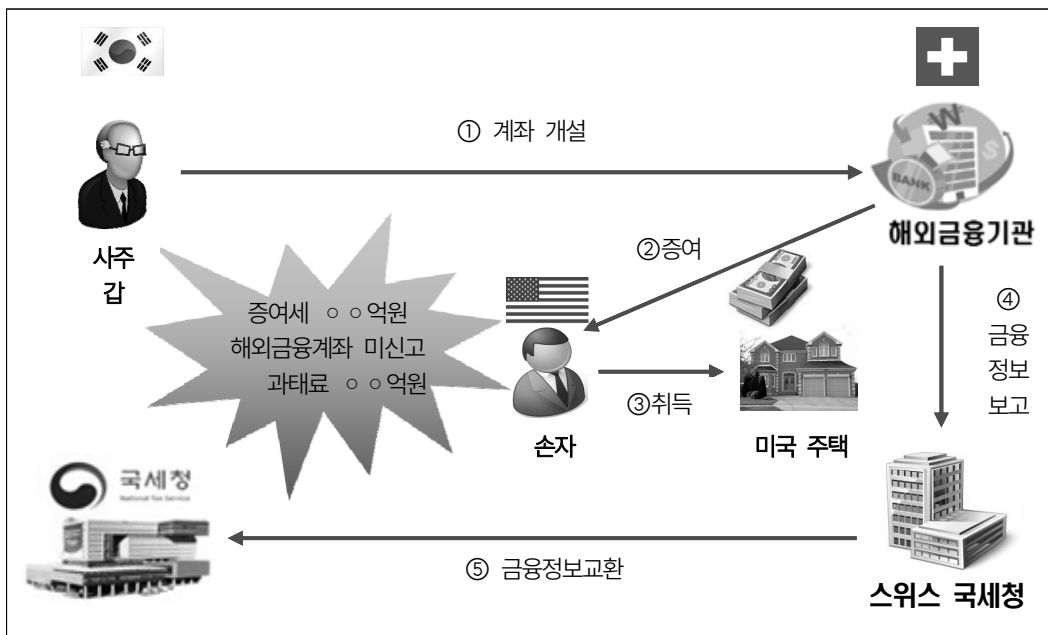 ① 계좌 개설
W
$
BANK
해외금융기관
사주
갑
②증여
증여세 ○ ○억원
해외금융계좌 미신고
과태료 ○ ○억원
④
금융
정보
보고
③취득
손자
미국 주택
국세청
National Tax Service
⑤ 금융정보교환
스위스 국세청